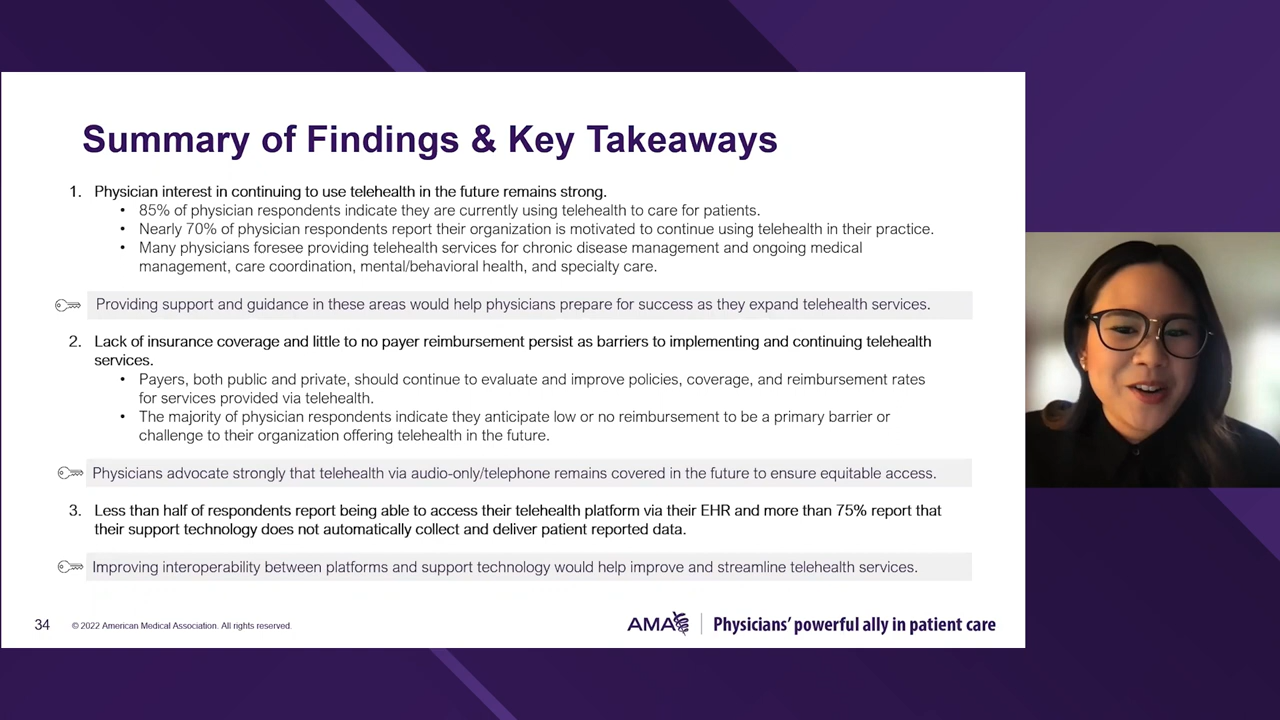 Summary of Findings & Key Takeaways
1. Physician interest in continuing to use telehealth in the future remains strong.
• 85% of physician respondents indicate they are currently using telehealth to care for patients.
• Nearly 70% of physician respondents report their organization is motivated to continue using telehealth in their practice.
• Many physicians foresee providing telehealth services for chronic disease management and ongoing medical
management, care coordination, mental/behavioral health, and specialty care.
Providing support and guidance in these areas would help physicians prepare for success as they expand telehealth services.
2. Lack of insurance coverage and little to no payer reimbursement persist as barriers to implementing and continuing telehealth
services.
• Payers, both public and private, should continue to evaluate and improve policies, coverage, and reimbursement rates
for services provided via telehealth.
• The majority of physician respondents indicate they anticipate low or no reimbursement to be a primary barrier or
challenge to their organization offering telehealth in the future.
Physicians advocate strongly that telehealth via audio-only/telephone remains covered in the future to ensure equitable access.
3. Less than half of respondents report being able to access their telehealth platform via their EHR and more than 75% report that
their support technology does not automatically collect and deliver patient reported data.
Improving interoperability between platforms and support technology would help improve and streamline telehealth services.
34 © 2022 American Medical Association. All rights reserved. AMA Physicians' powerful ally in patient care